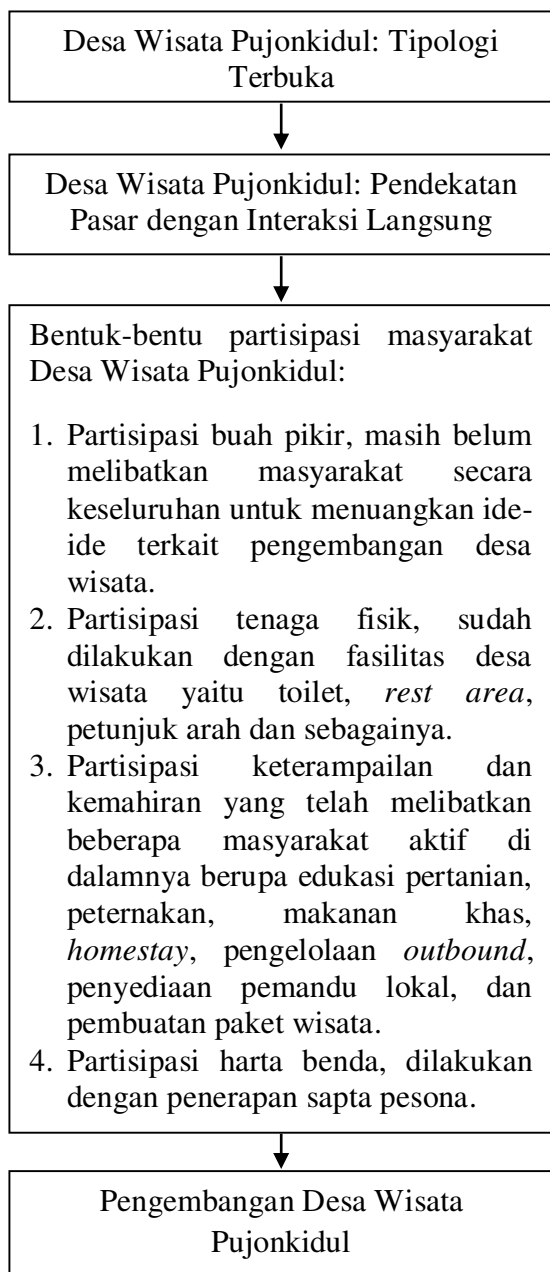 Desa Wisata Pujonkidul: Tipologi
Terbuka
Desa Wisata Pujonkidul: Pendekatan
Pasar dengan Interaksi Langsung
Bentuk-bentu partisipasi masyarakat
Desa Wisata Pujonkidul:
1. Partisipasi buah pikir, masih belum
melibatkan masyarakat secara
keseluruhan untuk menuangkan ide-
ide terkait pengembangan desa
wisata.
2. Partisipasi tenaga fisik, sudah
dilakukan dengan fasilitas desa
wisata yaitu toilet, rest area,
petunjuk arah dan sebagainya.
3. Partisipasi keterampailan dan
kemahiran yang telah melibatkan
beberapa masyarakat aktif di
dalamnya berupa edukasi pertanian,
peternakan, makanan khas,
homestay, pengelolaan outbound,
penyediaan pemandu lokal, dan
pembuatan paket wisata.
4. Partisipasi harta benda, dilakukan
dengan penerapan sapta pesona.
Pengembangan Desa Wisata
Pujonkidul